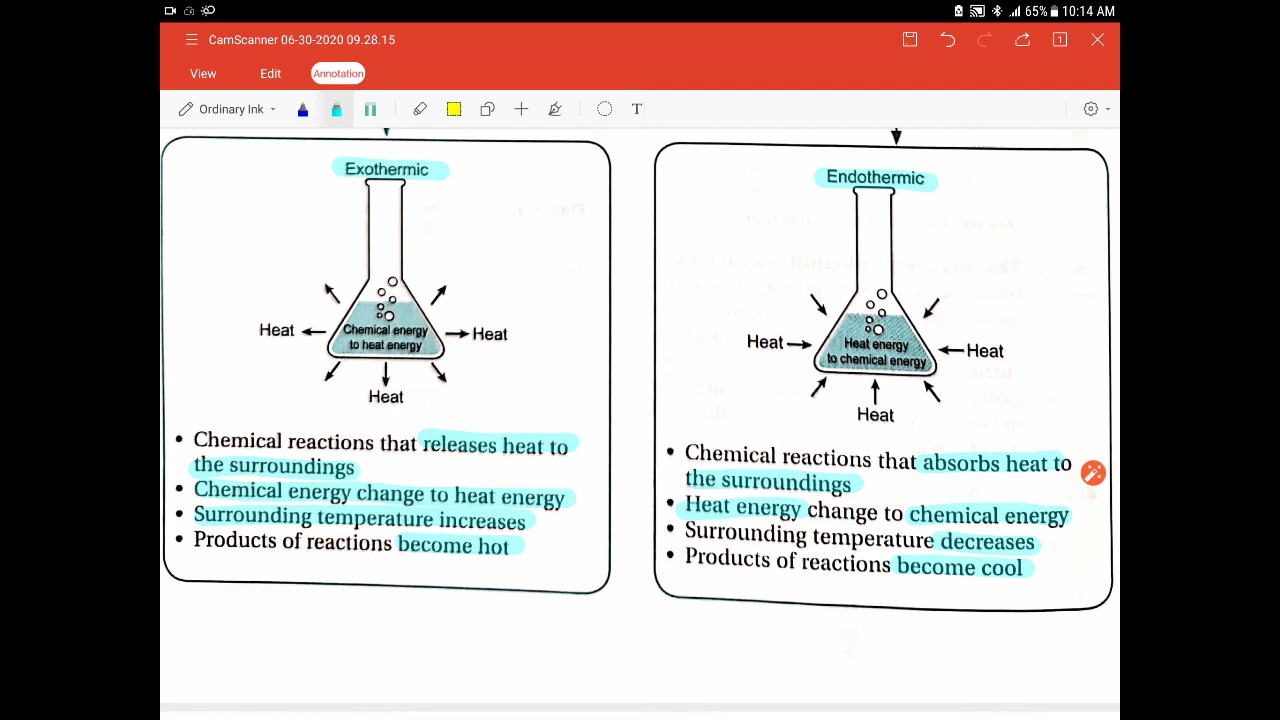 65% 10:14 AM
CamScanner 06-30-2020 09.28.15
1
View Edit Annotation
Ordinary Ink
T
Exothermic
Chemical energy
to heat energy
Heat
Heat
Heat
• Chemical reactions that releases heat to
the surroundings
• Chemical energy change to heat energy
• Surrounding temperature increases
• Products of reactions become hot
Endothermic
Heat energy
to chemical energy
Heat
Heat
Heat
• Chemical reactions that absorbs heat to
the surroundings
• Heat energy change to chemical energy
• Surrounding temperature decreases
• Products of reactions become cool